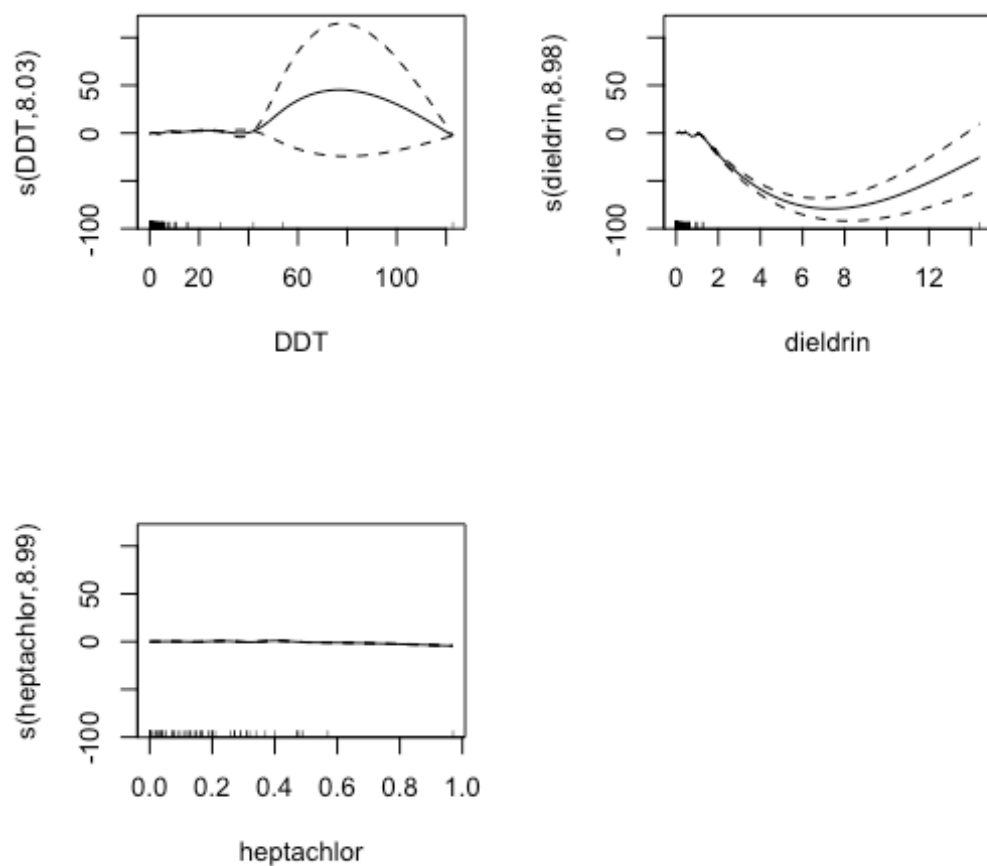 s(DDT,8.03)
50
0
-100
0 20 60 100
DDT
s(dieldrin,8.98)
50
0
-100
0 2 4 6 8 12
dieldrin
s(heptachlor,8.99)
50
0
-100
0.0 0.2 0.4 0.6 0.8 1.0
heptachlor